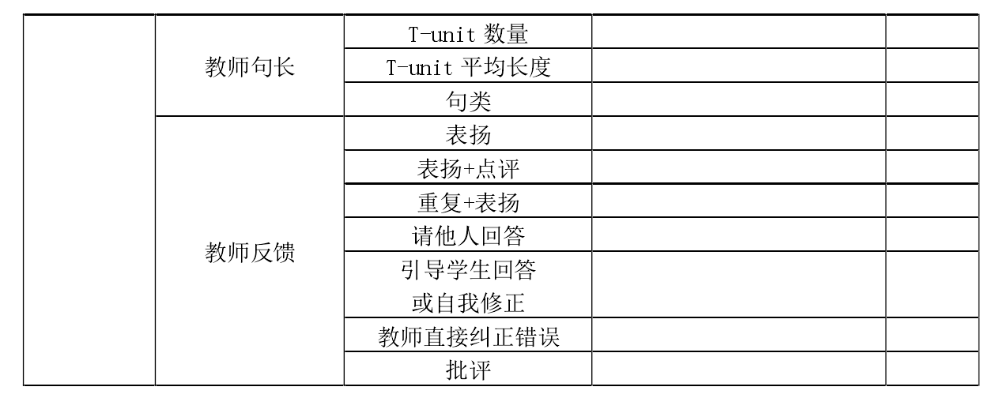 教师句长
T-unit 数量
T-unit 平均长度
句类
教师反馈
表扬
表扬+点评
重复+表扬
请他人回答
引导学生回答
或自我修正
教师直接纠正错误
批评